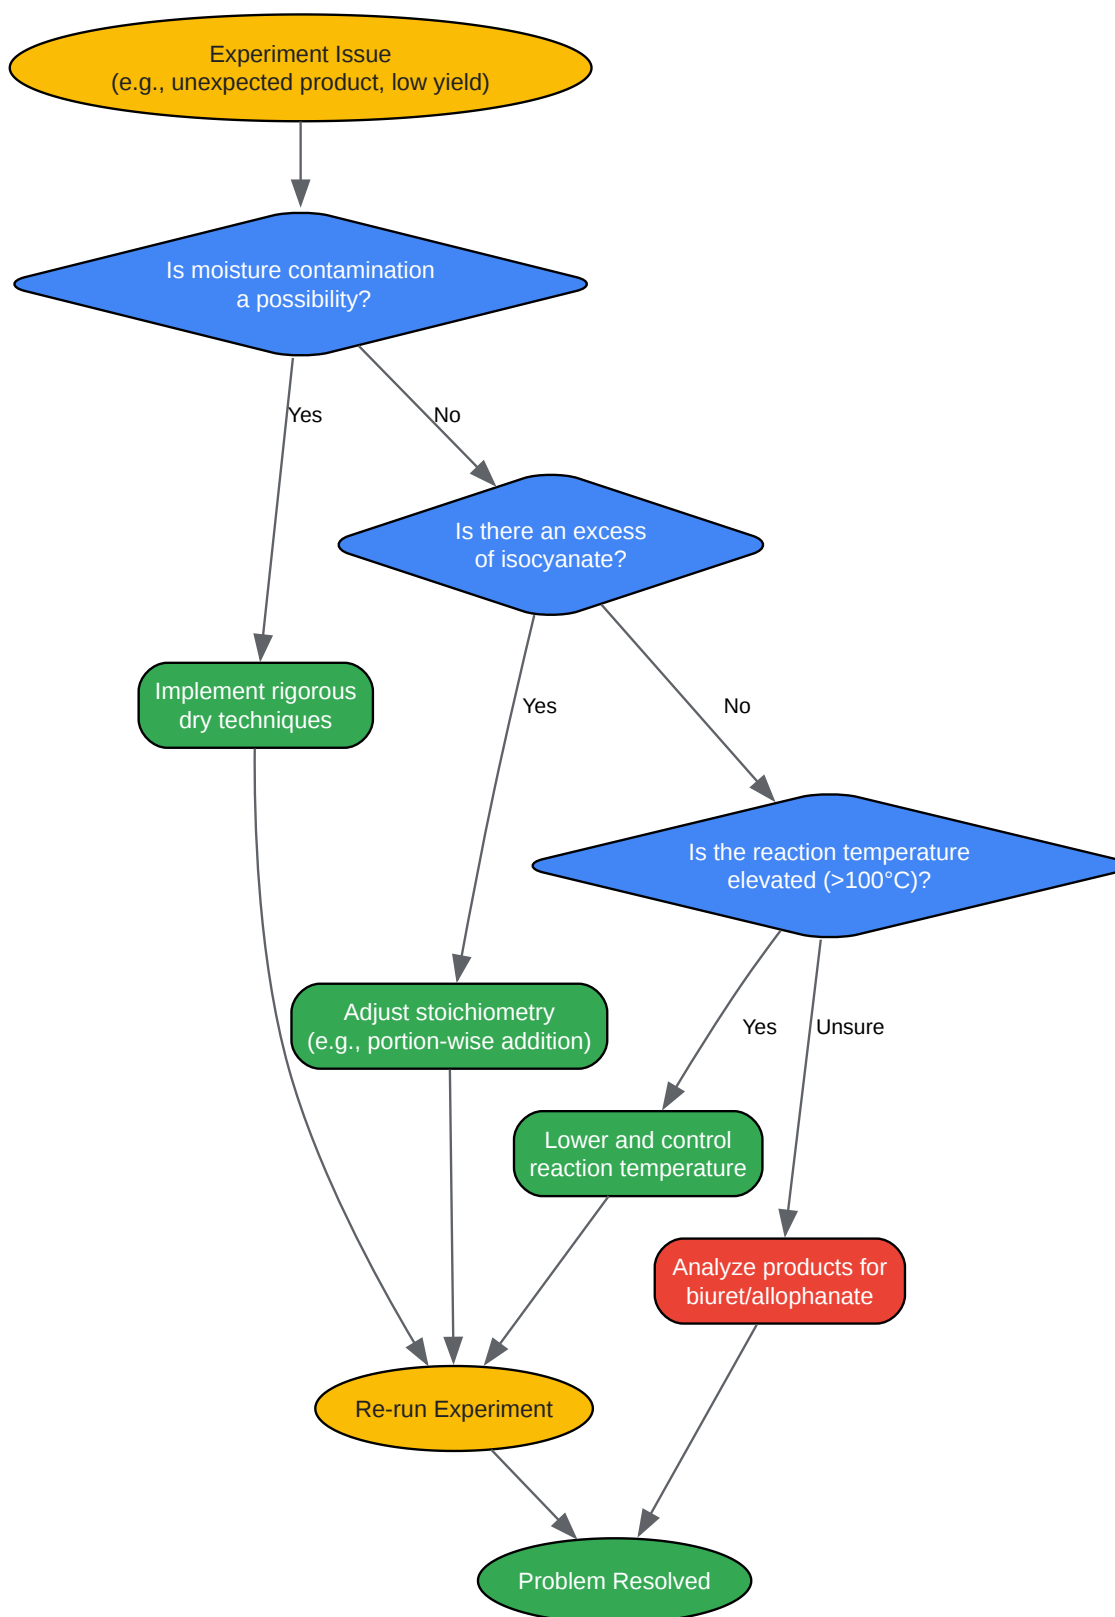 Experiment Issue
(e.g., unexpected product, low yield)
Is moisture contamination
a possibility?
Yes
No
Is there an excess
of isocyanate?
Implement rigorous
dry techniques
Yes
No
Is the reaction temperature
elevated (>100°C)?
Adjust stoichiometry
(e.g., portion-wise addition)
Yes
Unsure
Lower and control
reaction temperature
Analyze products for
biuret/allophanate
Re-run Experiment
Problem Resolved